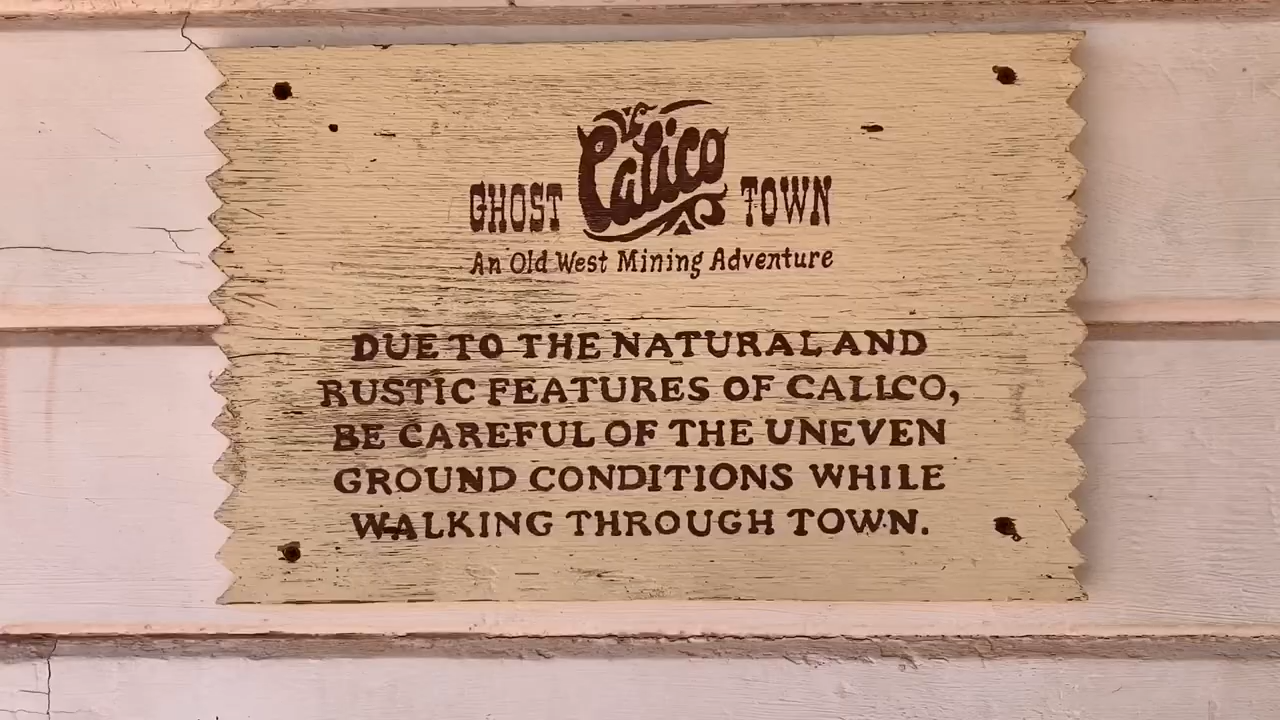 GHOST Calico TOWN
An Old West Mining Adventure
DUE TO THE NATURAL AND
RUSTIC FEATURES OF CALICO,
BE CAREFUL OF THE UNEVEN
GROUND CONDITIONS WHILE
WALKING THROUGH TOWN.